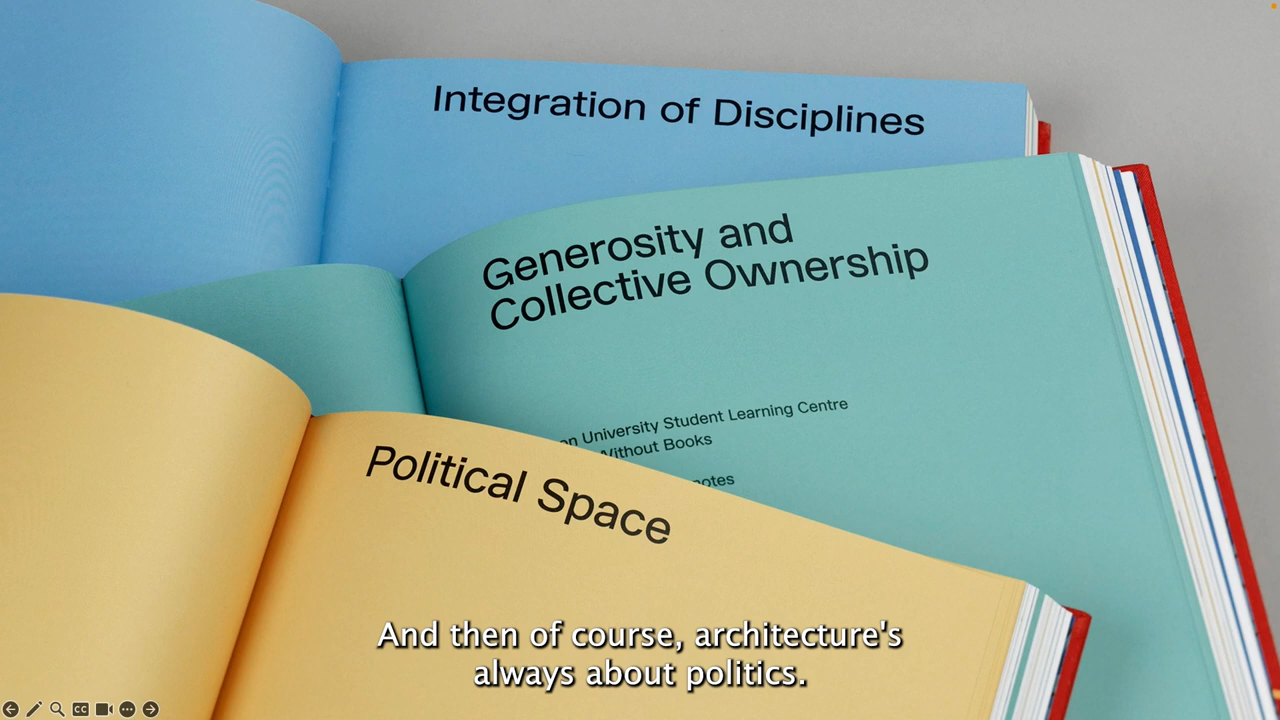 Integration of Disciplines
Generosity and
Collective Ownership
University Student Learning Centre
Without Books
Political Space
And then of course, architecture's
always about politics.
CC